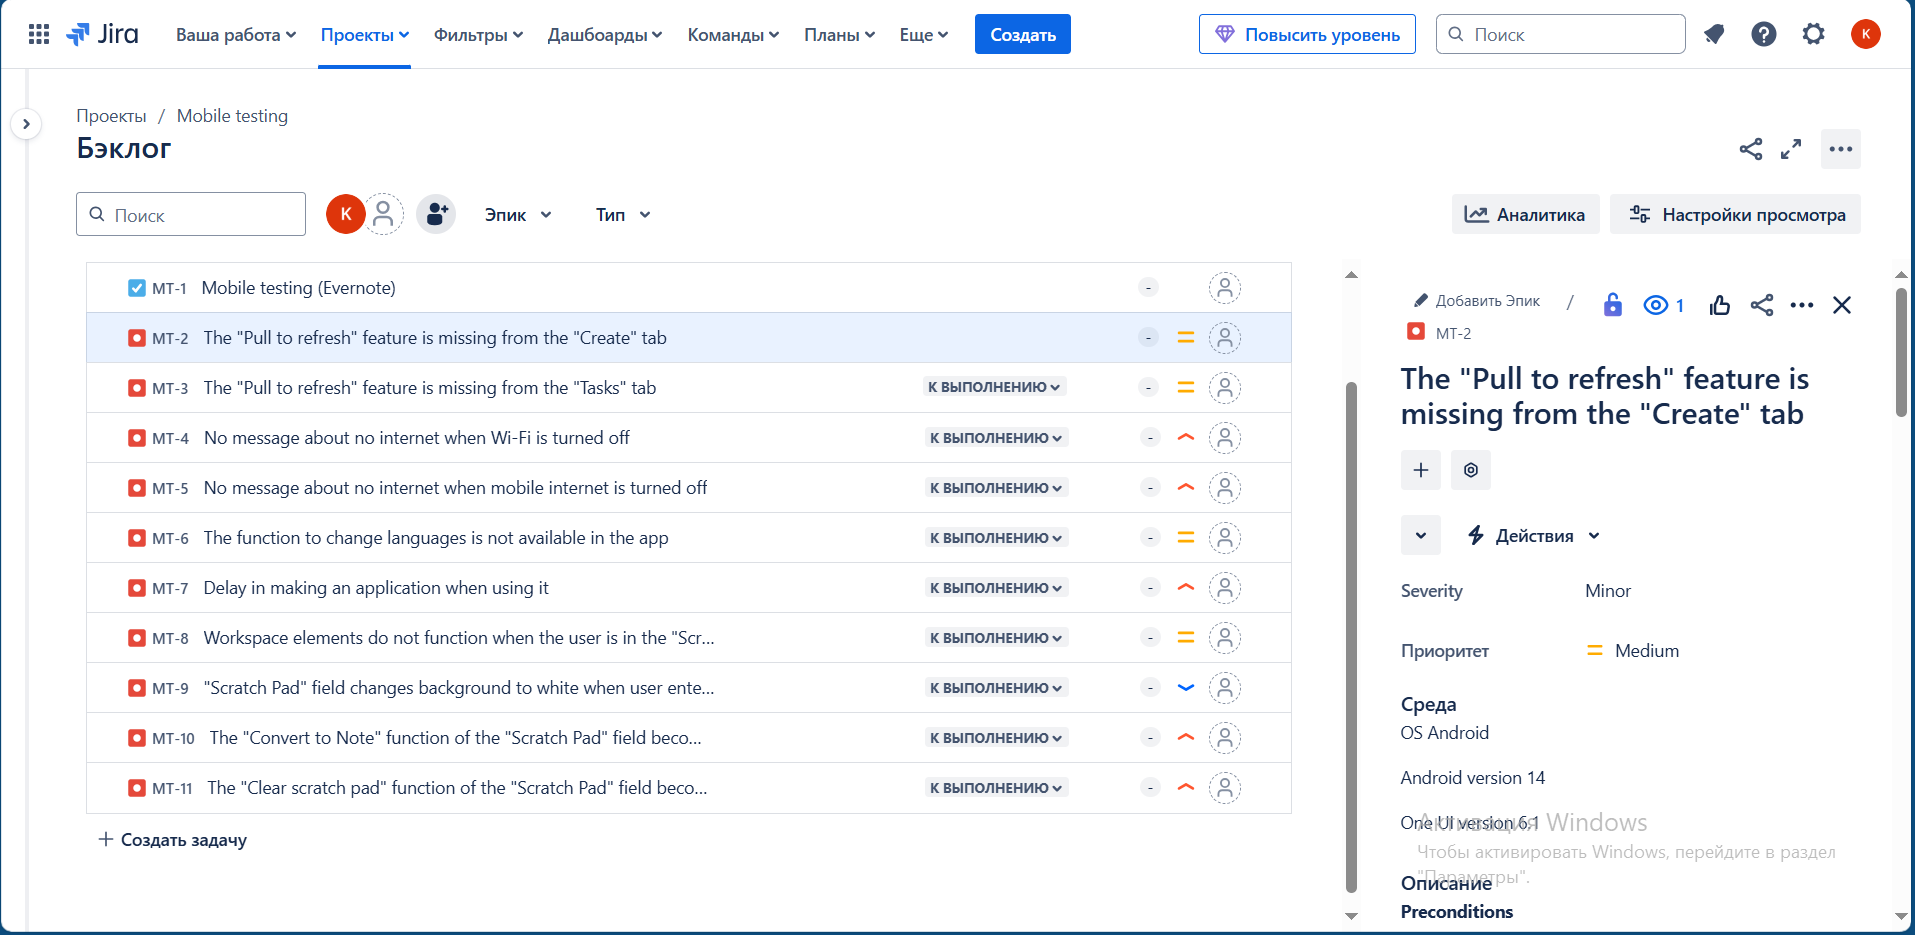 Jira
Ваша работа
Проекты
Фильтры
Дашбоарды
Команды
Планы
Еще
Создать
Повысить уровень
Поиск
K
Проекты / Mobile testing
Бэклог
Поиск
K
Эпик
Тип
Аналитика
Настройки просмотра
MT-1 Mobile testing (Evernote) -
MT-2 The "Pull to refresh" feature is missing from the "Create" tab -
MT-3 The "Pull to refresh" feature is missing from the "Tasks" tab К ВЫПОЛНЕНИЮ -
MT-4 No message about no internet when Wi-Fi is turned off К ВЫПОЛНЕНИЮ -
MT-5 No message about no internet when mobile internet is turned off К ВЫПОЛНЕНИЮ -
MT-6 The function to change languages is not available in the app К ВЫПОЛНЕНИЮ -
MT-7 Delay in making an application when using it К ВЫПОЛНЕНИЮ -
MT-8 Workspace elements do not function when the user is in the "Scr... К ВЫПОЛНЕНИЮ -
MT-9 "Scratch Pad" field changes background to white when user ente... К ВЫПОЛНЕНИЮ -
MT-10 The "Convert to Note" function of the "Scratch Pad" field beco... К ВЫПОЛНЕНИЮ -
MT-11 The "Clear scratch pad" function of the "Scratch Pad" field beco... К ВЫПОЛНЕНИЮ -
+ Создать задачу
Добавить Эпик / 1
MT-2
The "Pull to refresh" feature is
missing from the "Create" tab
Действия
Severity Minor
Приоритет Medium
Среда
OS Android
Android version 14
One UI version 6.1
Активация Windows
Чтобы активировать Windows, перейдите в раздел
"Параметры".
Описание
Preconditions